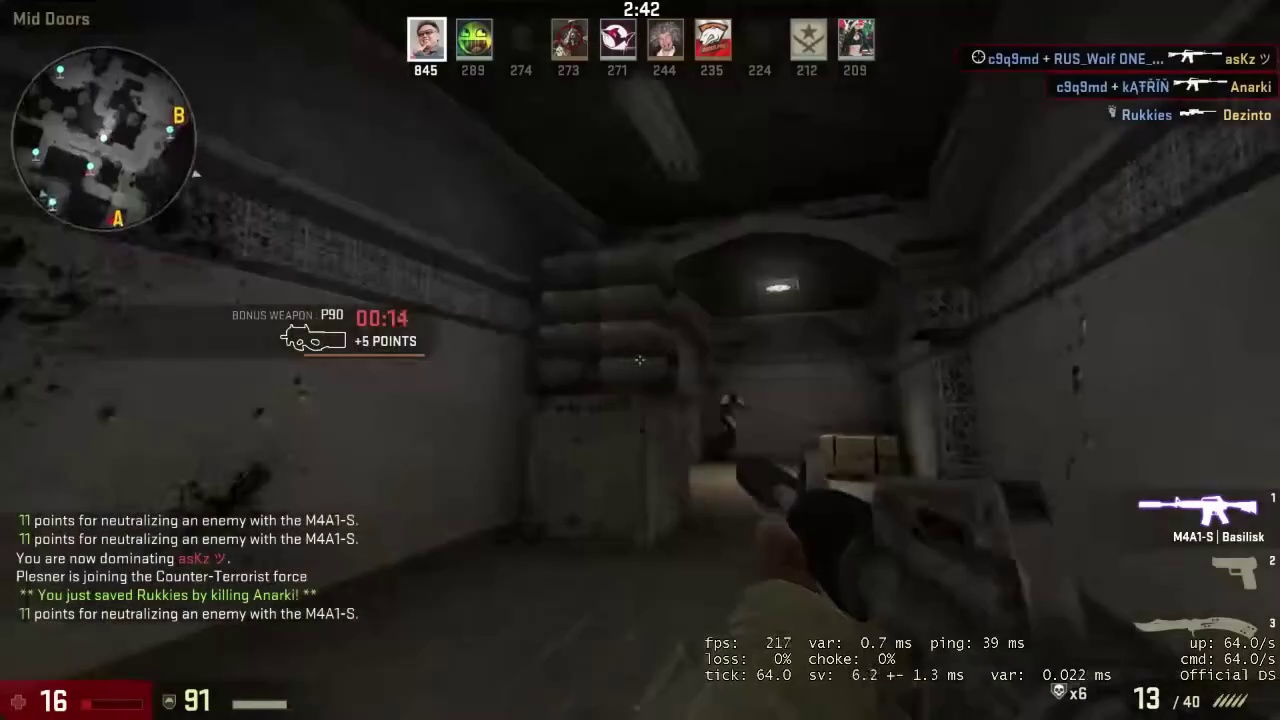 Mid Doors
2:42
845 289 274 273 271 244 235 224 212 209
c9q9md + RUS_Wolf ONE_... asKz ツ
c9q9md + kĄŦŘĪŇ Anarki
Rukkies Dezinto
B
A
BONUS WEAPON: P90 00:14
+5 POINTS
11 points for neutralizing an enemy with the M4A1-S.
11 points for neutralizing an enemy with the M4A1-S.
You are now dominating asKz ツ.
Plesner is joining the Counter-Terrorist force
** You just saved Rukkies by killing Anarki! **
11 points for neutralizing an enemy with the M4A1-S.
1
M4A1-S | Basilisk
2
3
fps: 217 var: 0.7 ms ping: 39 ms up: 64.0/s
loss: 0% choke: 0% cmd: 64.0/s
tick: 64.0 sv: 6.2 +- 1.3 ms var: 0.022 ms Official DS
16 91 x6 13 / 40